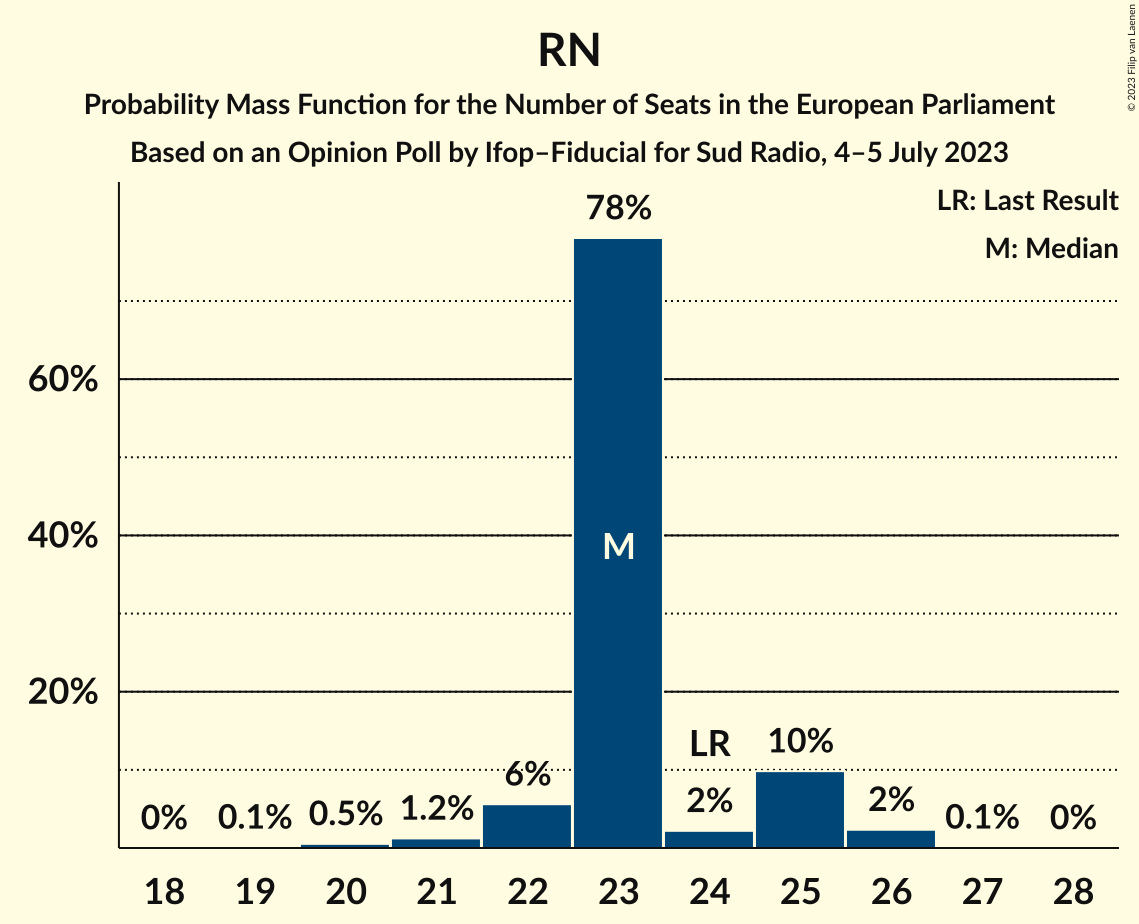 RN
Probability Mass Function for the Number of Seats in the European Parliament
Based on an Opinion Poll by Ifop–Fiducial for Sud Radio, 4–5 July 2023
© 2023 Filip van Laenen
LR: Last Result
M: Median
78%
60%
40%
M
20%
LR
10%
6%
2%
2%
0%
0.1%
0.5%
1.2%
0.1%
0%
18 19 20 21 22 23 24 25 26 27 28